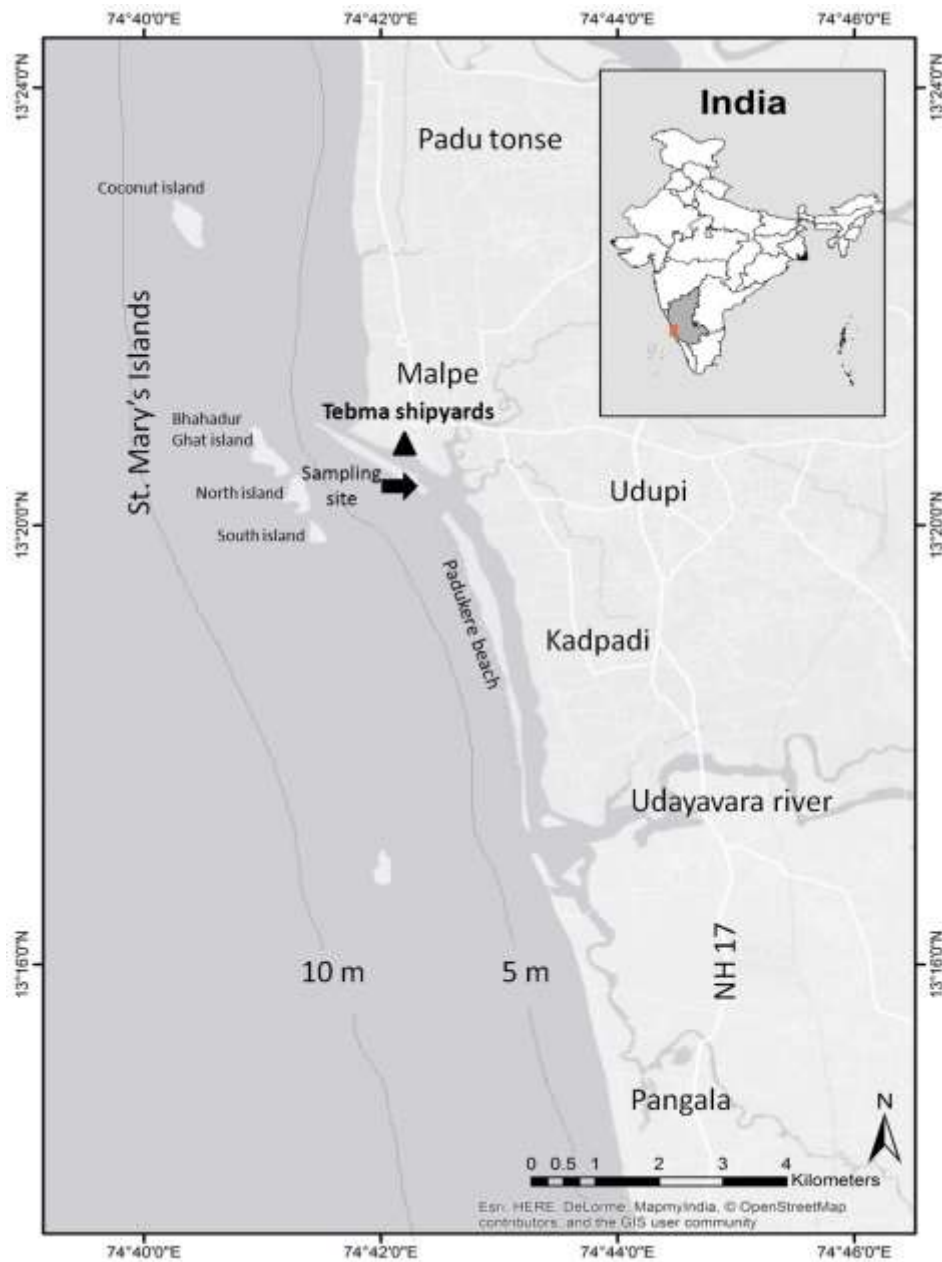 74°40'0"E
74°42'0"E
74°44'0"E
74°46'0"E
13°24'0"N
13°24'0"N
India
Padu tonse
Coconut island
St. Mary's Islands
Malpe
Tebma shipyards
Bhahadur
Ghat island
Sampling
site
North island
Udupi
South island
13°20'0"N
13°20'0"N
Padukere beach
Kadpadi
Udayavara river
10 m
5 m
NH 17
13°16'0"N
13°16'0"N
Pangala
N
0 0.5 1 2 3 4
Kilometers
Esri, HERE, DeLorme, MapmyIndia, © OpenStreetMap
contributors, and the GIS user community
74°40'0"E
74°42'0"E
74°44'0"E
74°46'0"E